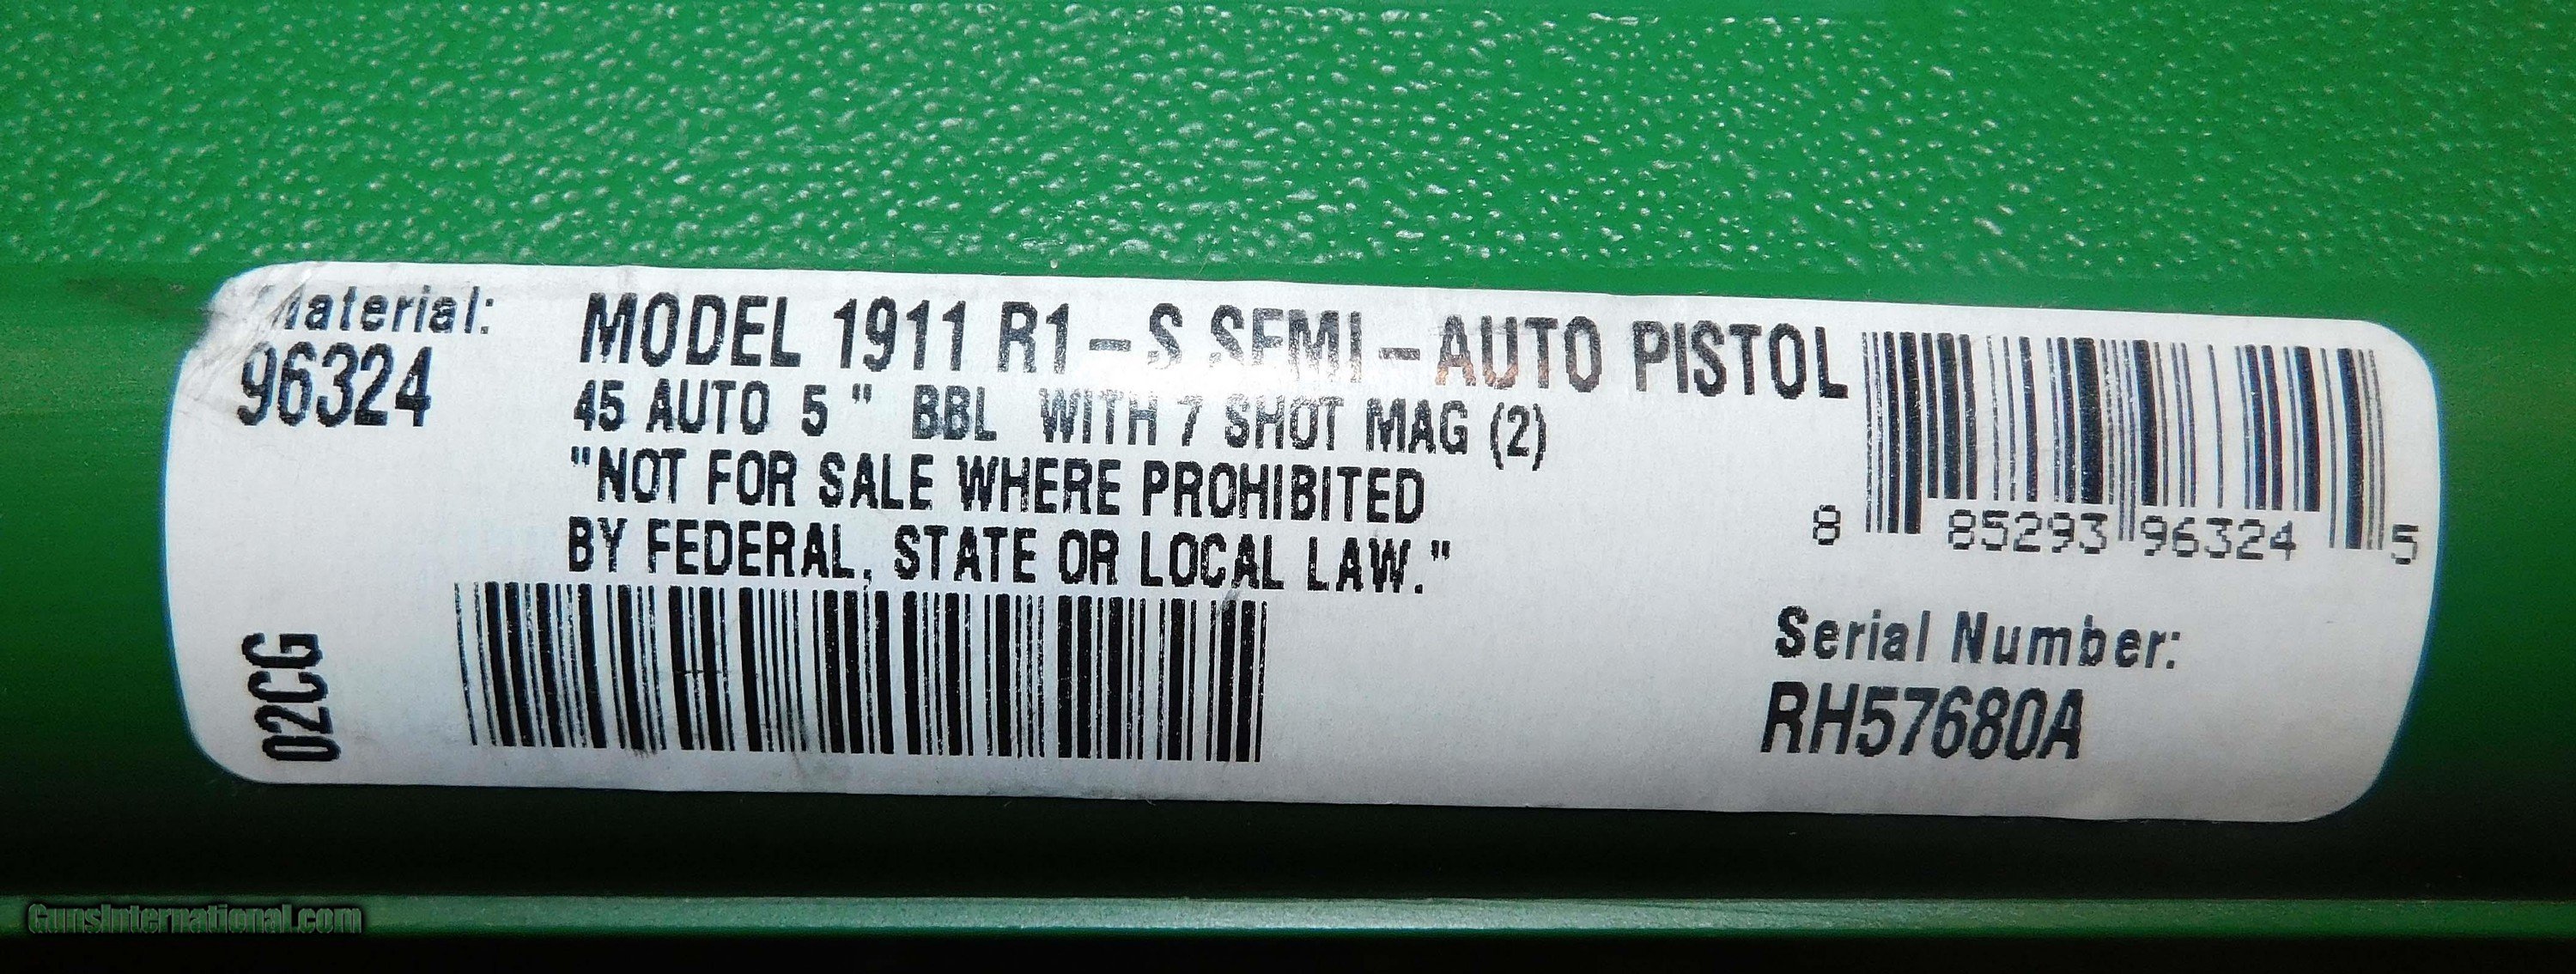 Material:
96324
MODEL 1911 R1-S SEMI-AUTO PISTOL
45 AUTO 5" BBL WITH 7 SHOT MAG (2)
"NOT FOR SALE WHERE PROHIBITED
BY FEDERAL, STATE OR LOCAL LAW."
02CG
8 85293 96324 5
Serial Number:
RH57680A
GunsInternational.com